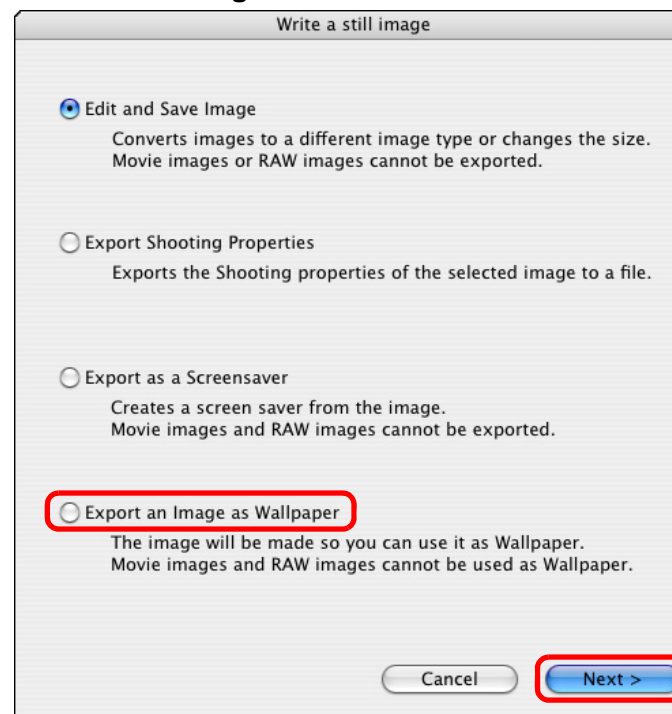 Write a still image
Edit and Save Image
Converts images to a different image type or changes the size.
Movie images or RAW images cannot be exported.
Export Shooting Properties
Exports the Shooting properties of the selected image to a file.
Export as a Screensaver
Creates a screen saver from the image.
Movie images and RAW images cannot be exported.
Export an Image as Wallpaper
The image will be made so you can use it as Wallpaper.
Movie images and RAW images cannot be used as Wallpaper.
Cancel Next >